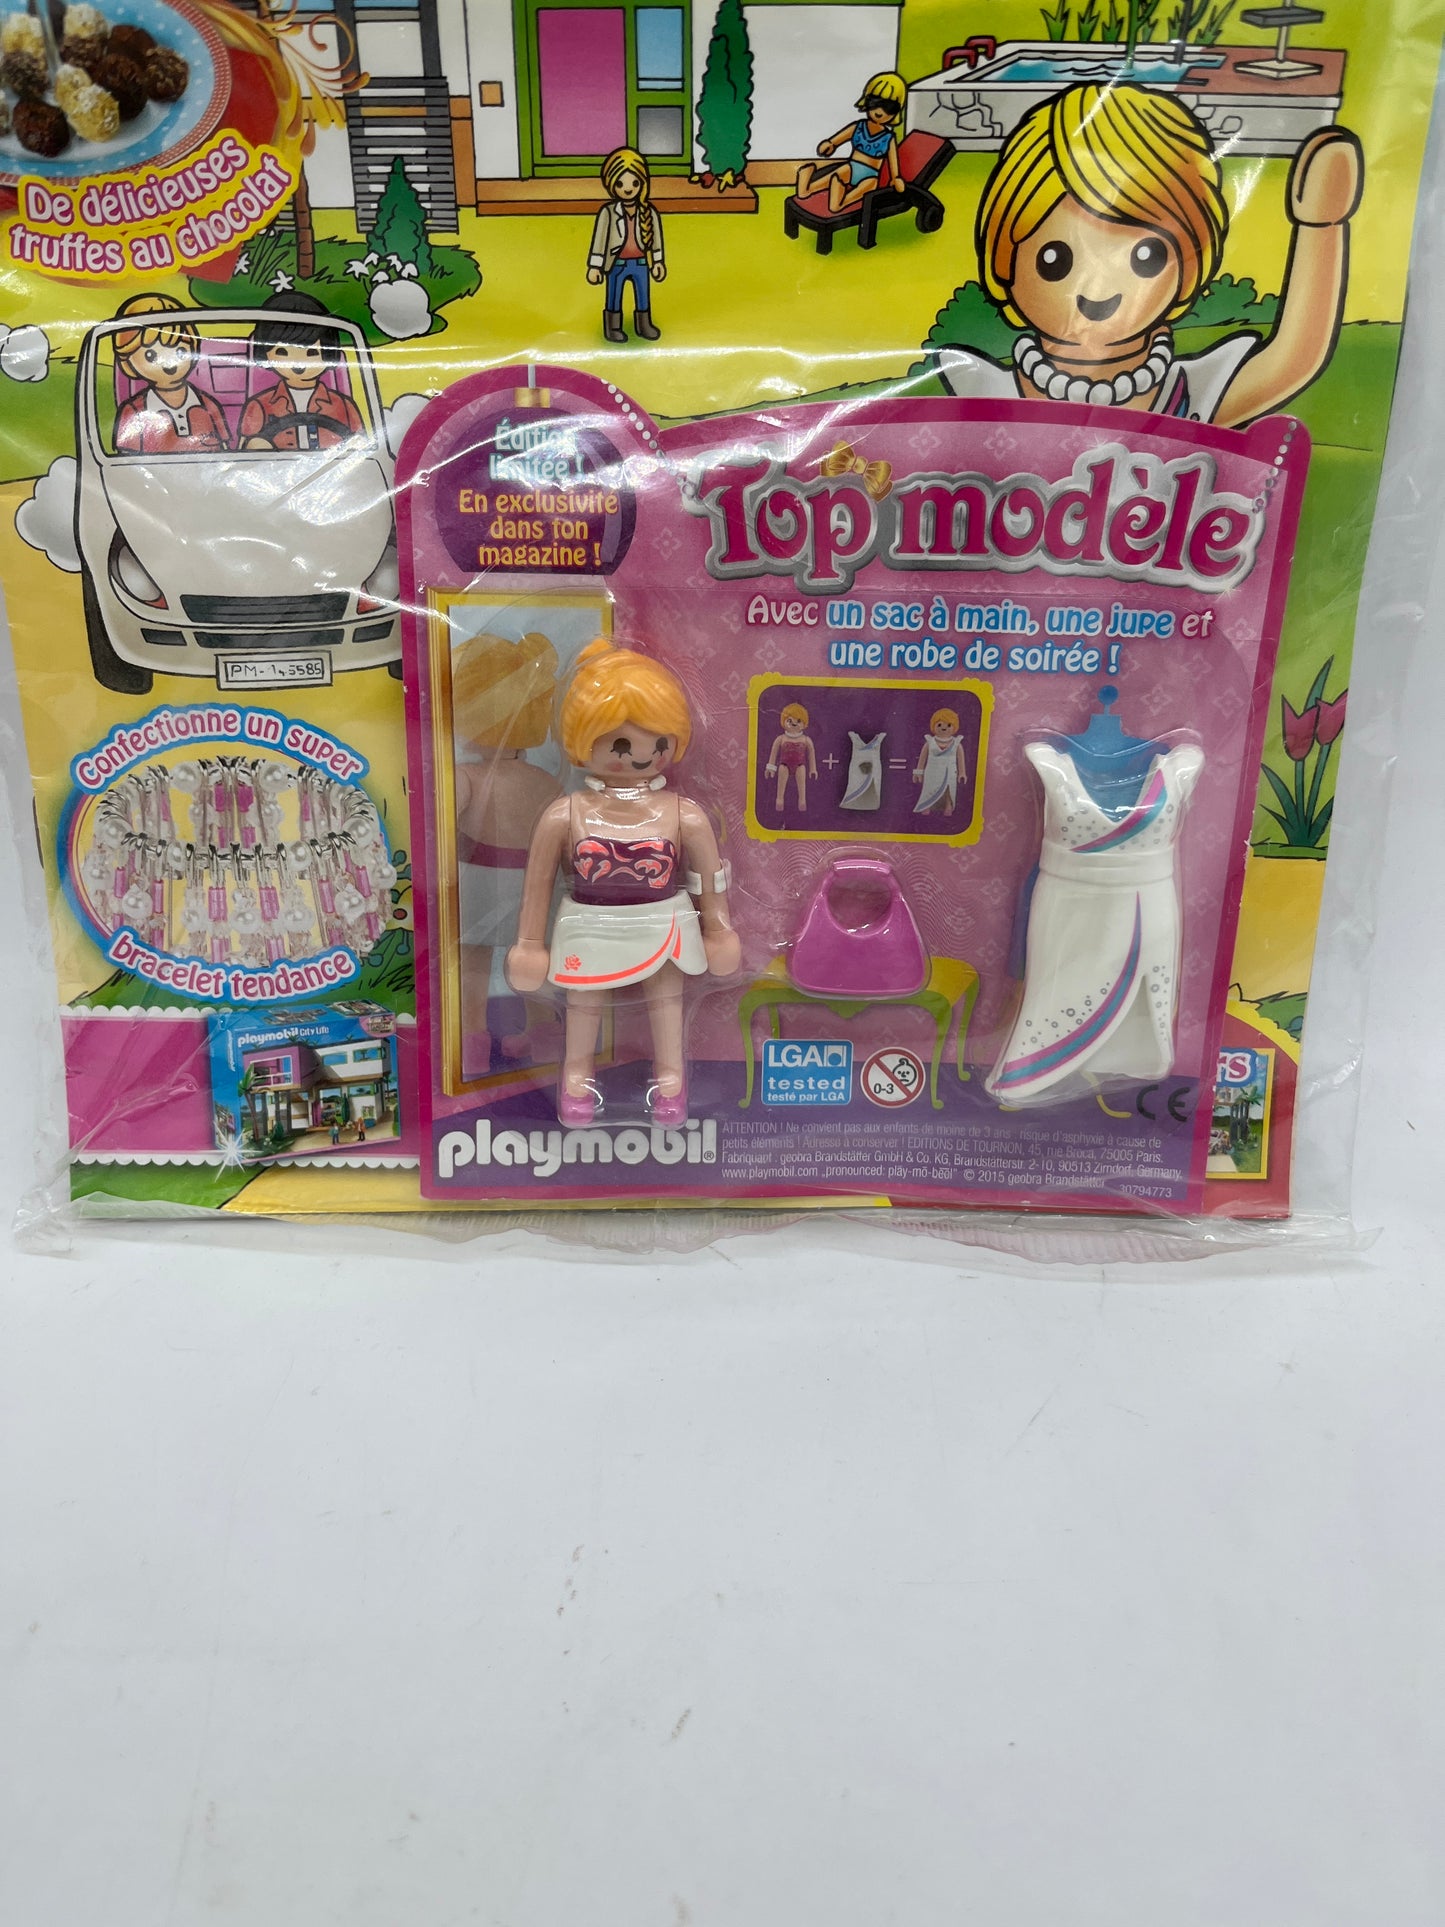 De délicieuses
truffes au chocolat
PM-1
5585
Édition
limitée !
En exclusivité
dans ton
magazine !
Top modèle
Avec un sac à main, une jupe et
une robe de soirée !
Confectionne un super
bracelet tendance
playmobil City Life
LGA
tested
testé par LGA
0-3
CE
playmobil®
ATTENTION ! Ne convient pas aux enfants de moins de 3 ans : risque d'asphyxie à cause de
petits éléments ! Adresse à conserver ! EDITIONS DE TOURNON, 45, rue Broca, 75005 Paris.
Fabriquant : geobra Brandstätter GmbH & Co. KG, Brandstätterstr. 2-10, 90513 Zirndorf, Germany.
www.playmobil.com „pronounced: plāy-mō-bēōl" © 2015 geobra Brandstätter
30794773